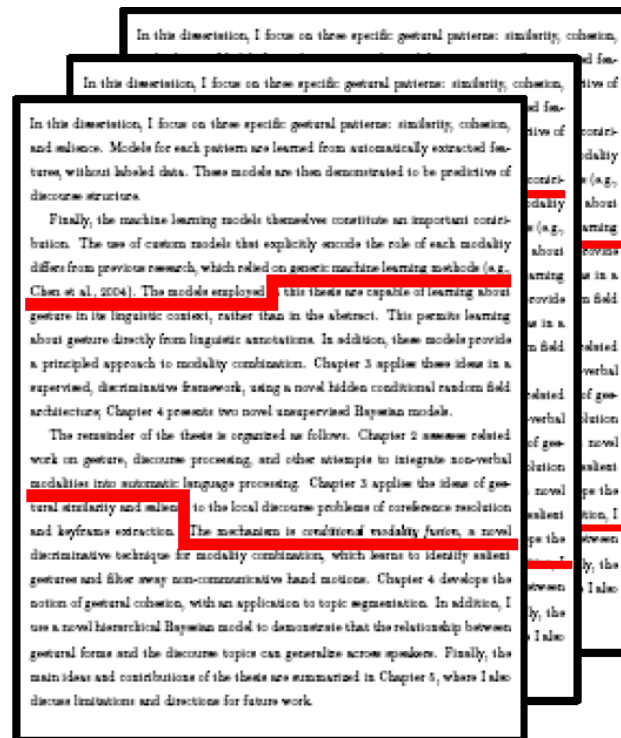 In this dissertation, I focus on three specific gestural patterns: similarity, cohesion,
In this dissertation, I focus on three specific gestural patterns: similarity, cohesion,
In this dissertation, I focus on three specific gestural patterns: similarity, cohesion,
and salience. Models for each pattern are learned from automatically extracted fea-
tures, without labeled data. These models are then demonstrated to be predictive of
discourse structure.
Finally, the machine learning models themselves constitute an important contri-
bution. The use of custom models that explicitly encode the role of each modality
differs from previous research, which relied on generic machine learning methods (e.g.,
Chen et al., 2004). The models employed this thesis are capable of learning about
gesture in its linguistic context, rather than in the abstract. This permits learning
about gesture directly from linguistic annotations. In addition, these models provide
a principled approach to modality combination. Chapter 3 applies these ideas in a
supervised, discriminative framework, using a novel hidden conditional random field
architecture; Chapter 4 presents two novel unsupervised Bayesian models.
The remainder of the thesis is organized as follows. Chapter 2 assesses related
work on gesture, discourse processing, and other attempts to integrate non-verbal
modalities into automatic language processing. Chapter 3 applies the ideas of ges-
tural similarity and salience to the local discourse problems of coreference resolution
and keyframe extraction. The mechanism is conditional modality fusion, a novel
discriminative technique for modality combination, which learns to identify salient
gestures and filter away non-communicative hand motions. Chapter 4 develops the
notion of gestural cohesion, with an application to topic segmentation. In addition, I
use a novel hierarchical Bayesian model to demonstrate that the relationship between
gestural forms and the discourse topics can generalize across speakers. Finally, the
main ideas and contributions of the thesis are summarized in Chapter 5, where I also
discuss limitations and directions for future work.